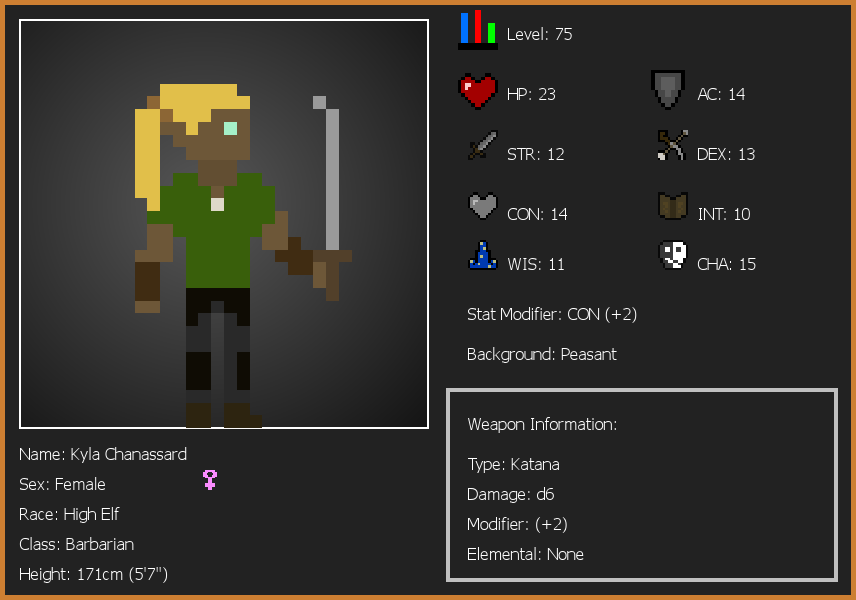 Level: 75
HP: 23
AC: 14
STR: 12
DEX: 13
CON: 14
INT: 10
WIS: 11
CHA: 15
Stat Modifier: CON (+2)
Background: Peasant
Weapon Information:
Type: Katana
Damage: d6
Modifier: (+2)
Elemental: None
Name: Kyla Chanassard
Sex: Female
Race: High Elf
Class: Barbarian
Height: 171cm (5'7")